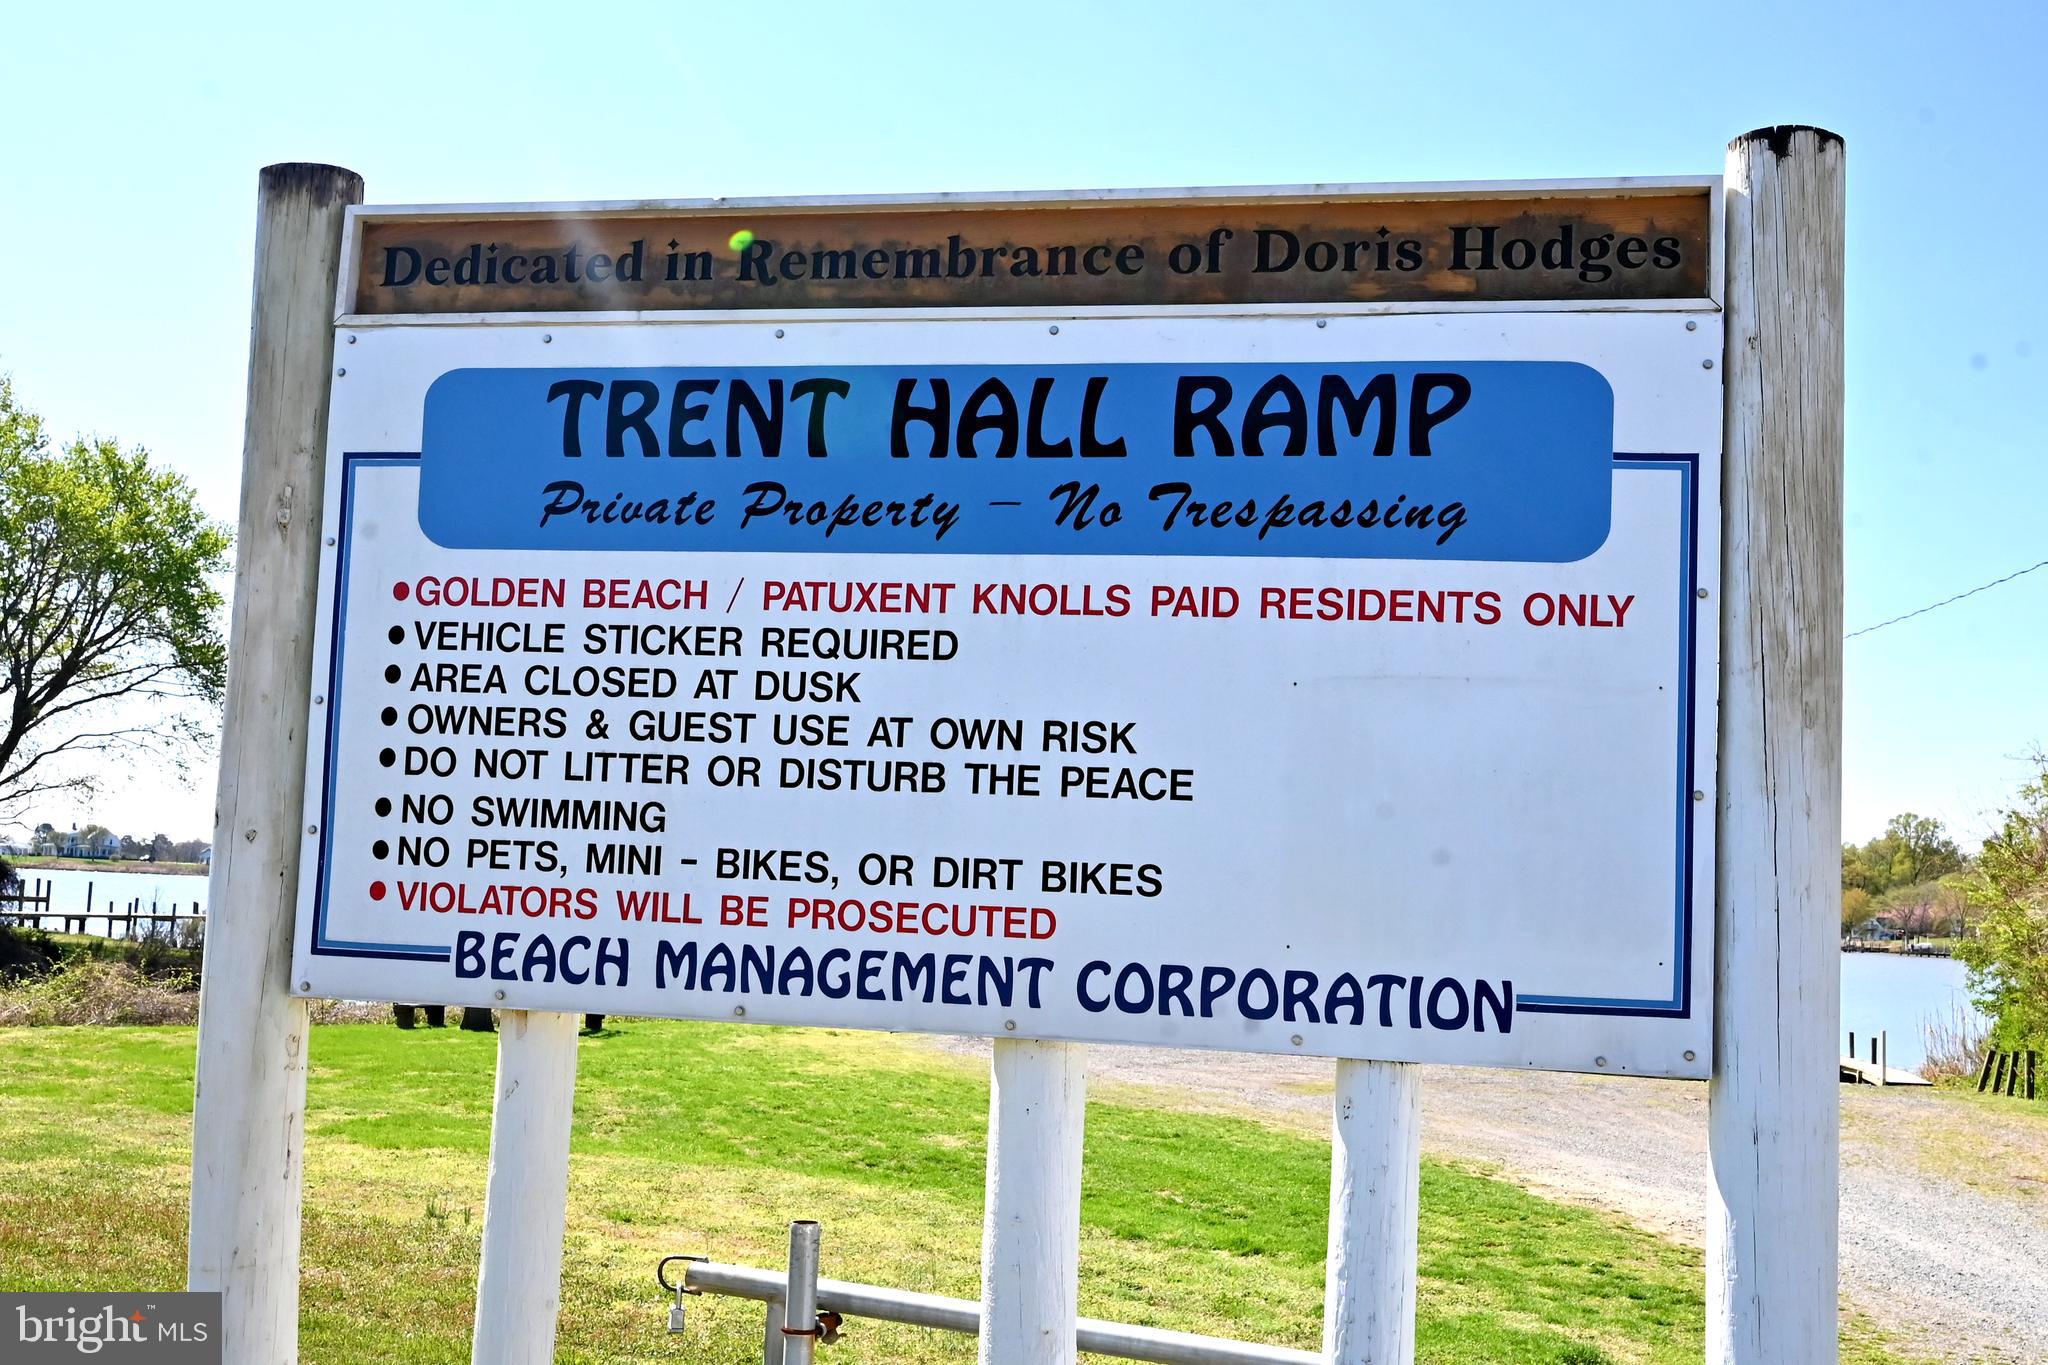 Dedicated in Remembrance of Doris Hodges
TRENT HALL RAMP
Private Property – No Trespassing
•GOLDEN BEACH / PATUXENT KNOLLS PAID RESIDENTS ONLY
•VEHICLE STICKER REQUIRED
•AREA CLOSED AT DUSK
•OWNERS & GUEST USE AT OWN RISK
•DO NOT LITTER OR DISTURB THE PEACE
•NO SWIMMING
•NO PETS, MINI - BIKES, OR DIRT BIKES
•VIOLATORS WILL BE PROSECUTED
BEACH MANAGEMENT CORPORATION
bright™ MLS